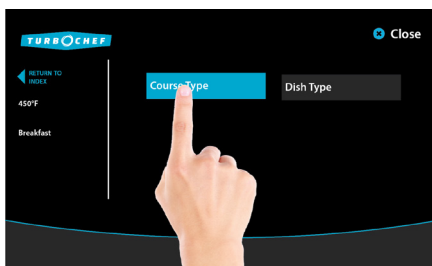 TURBOCHEF
Close
RETURN TO
INDEX
450°F
Breakfast
Course Type
Dish Type